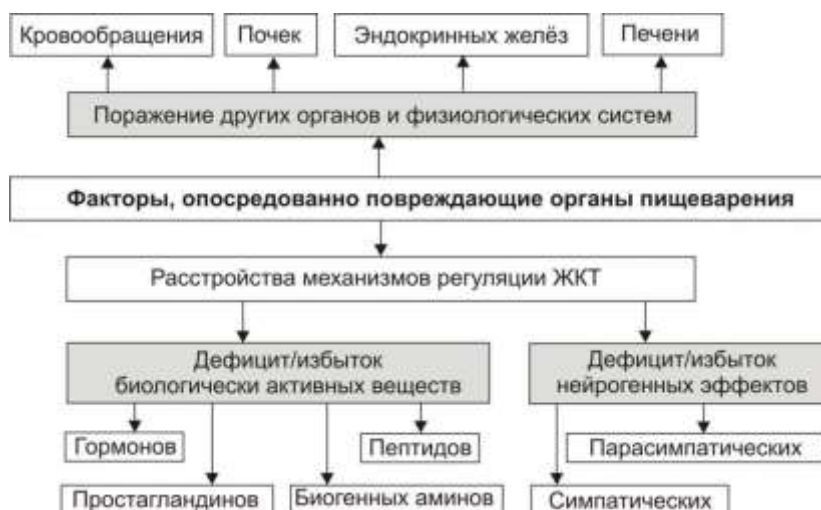 Кровообращения
Почек
Эндокринных желёз
Печени
Поражение других органов и физиологических систем
Факторы, опосредованно повреждающие органы пищеварения
Расстройства механизмов регуляции ЖКТ
Дефицит/избыток
биологически активных веществ
Дефицит/избыток
нейрогенных эффектов
Гормонов
Пептидов
Парасимпатических
Простагландинов
Биогенных аминов
Симпатических